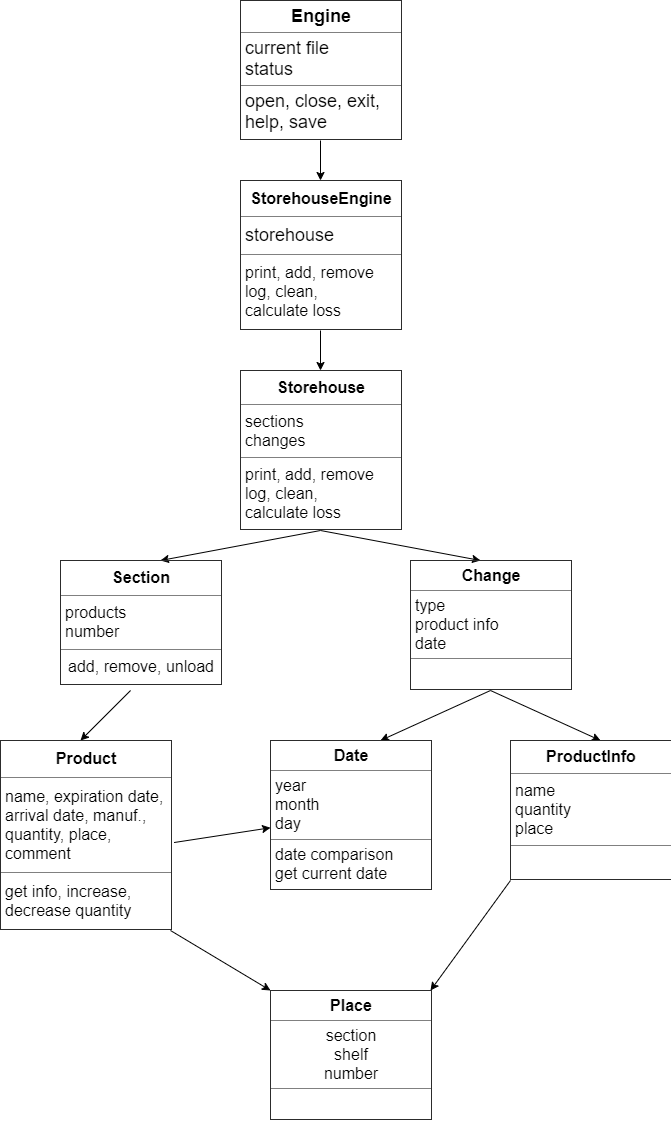 Engine
current file
status
open, close, exit,
help, save
StorehouseEngine
storehouse
print, add, remove
log, clean,
calculate loss
Storehouse
sections
changes
print, add, remove
log, clean,
calculate loss
Section
products
number
add, remove, unload
Change
type
product info
date
Product
name, expiration date,
arrival date, manuf.,
quantity, place,
comment
get info, increase,
decrease quantity
Date
year
month
day
date comparison
get current date
ProductInfo
name
quantity
place
Place
section
shelf
number